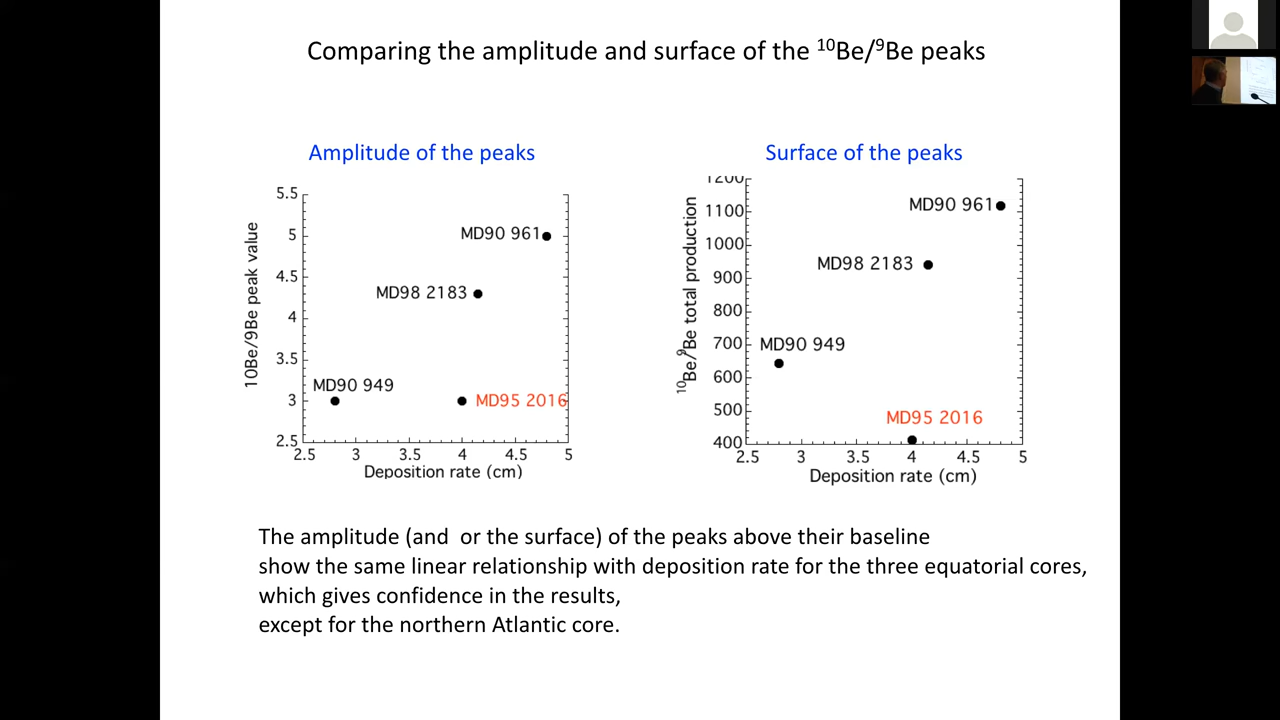 Comparing the amplitude and surface of the ¹⁰Be/⁹Be peaks
Amplitude of the peaks
5.5
5
4.5
4
3.5
3
2.5
10Be/9Be peak value
MD90 961
MD98 2183
MD90 949
MD95 2016
2.5 3 3.5 4 4.5 5
Deposition rate (cm)
Surface of the peaks
1200
1100
1000
900
800
700
600
500
400
¹⁰Be/⁹Be total production
MD90 961
MD98 2183
MD90 949
MD95 2016
2.5 3 3.5 4 4.5 5
Deposition rate (cm)
The amplitude (and or the surface) of the peaks above their baseline
show the same linear relationship with deposition rate for the three equatorial cores,
which gives confidence in the results,
except for the northern Atlantic core.